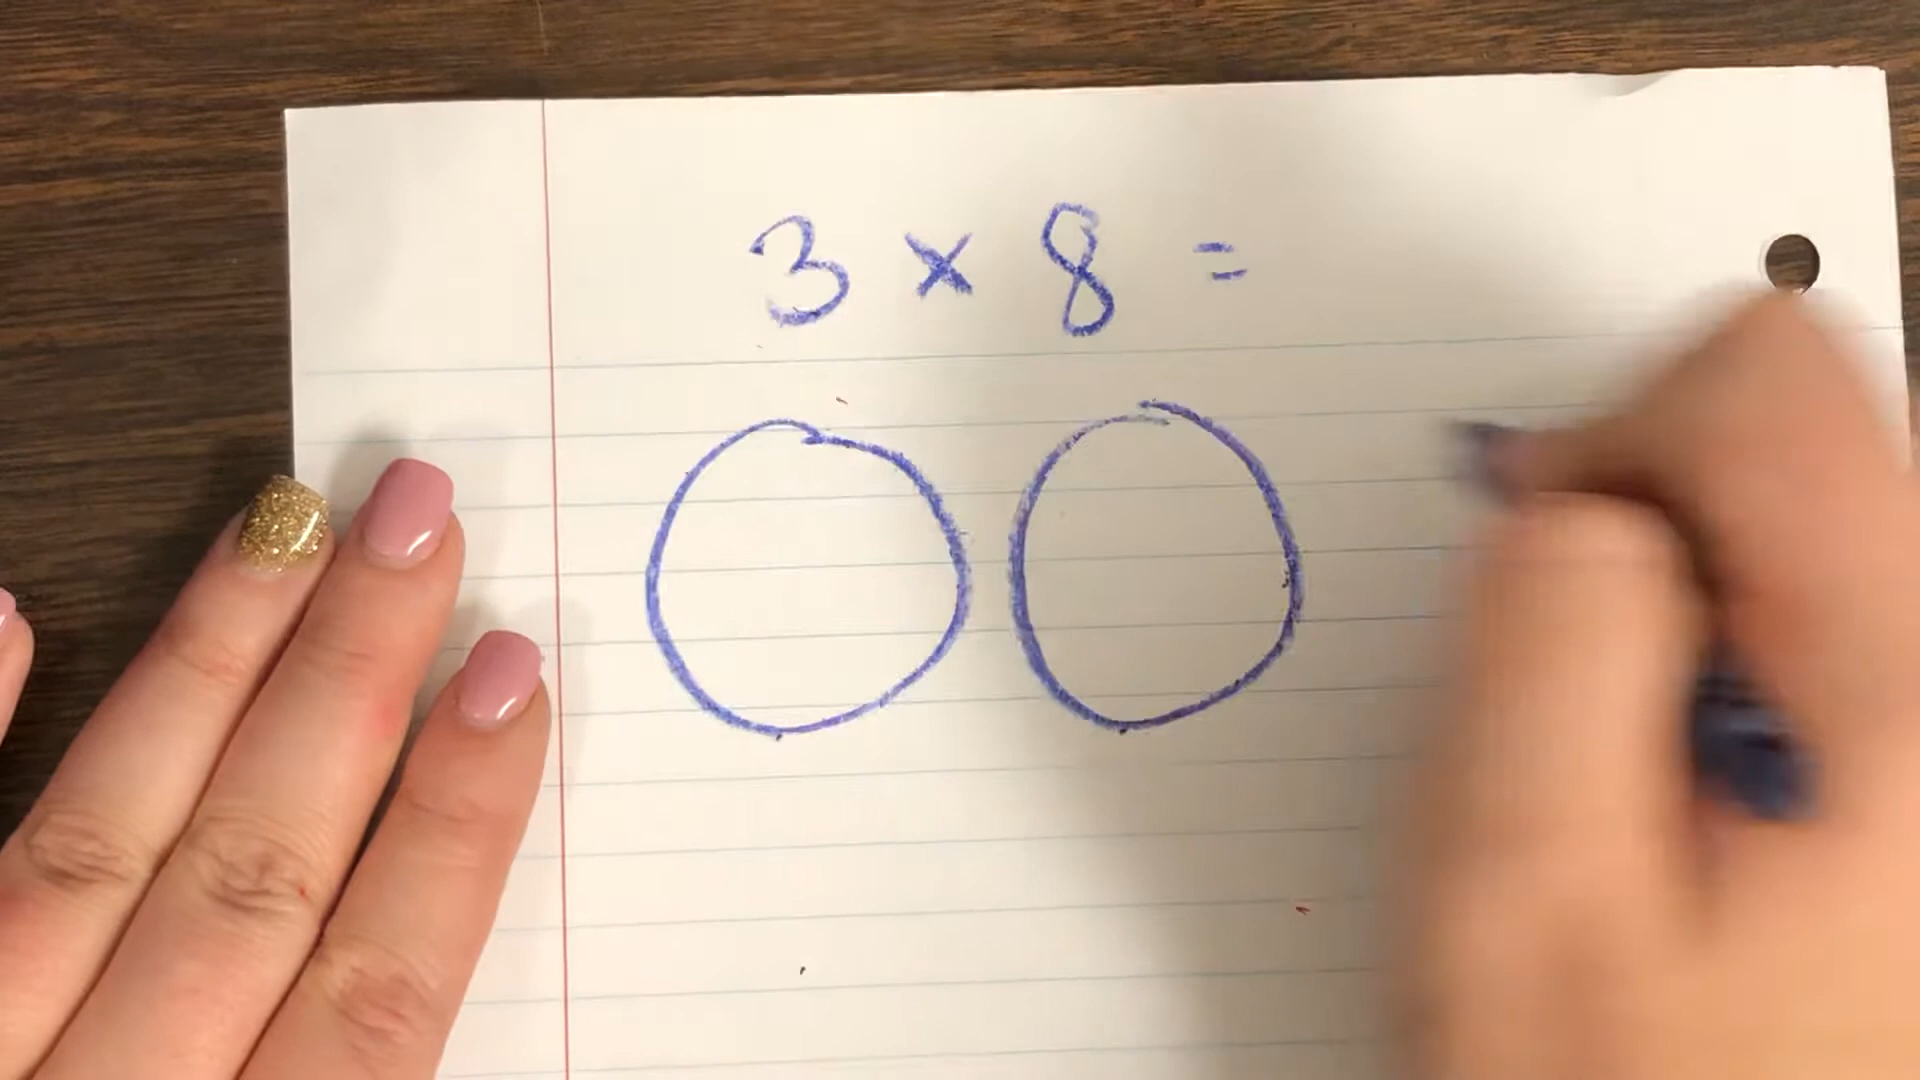 3 × 8 =